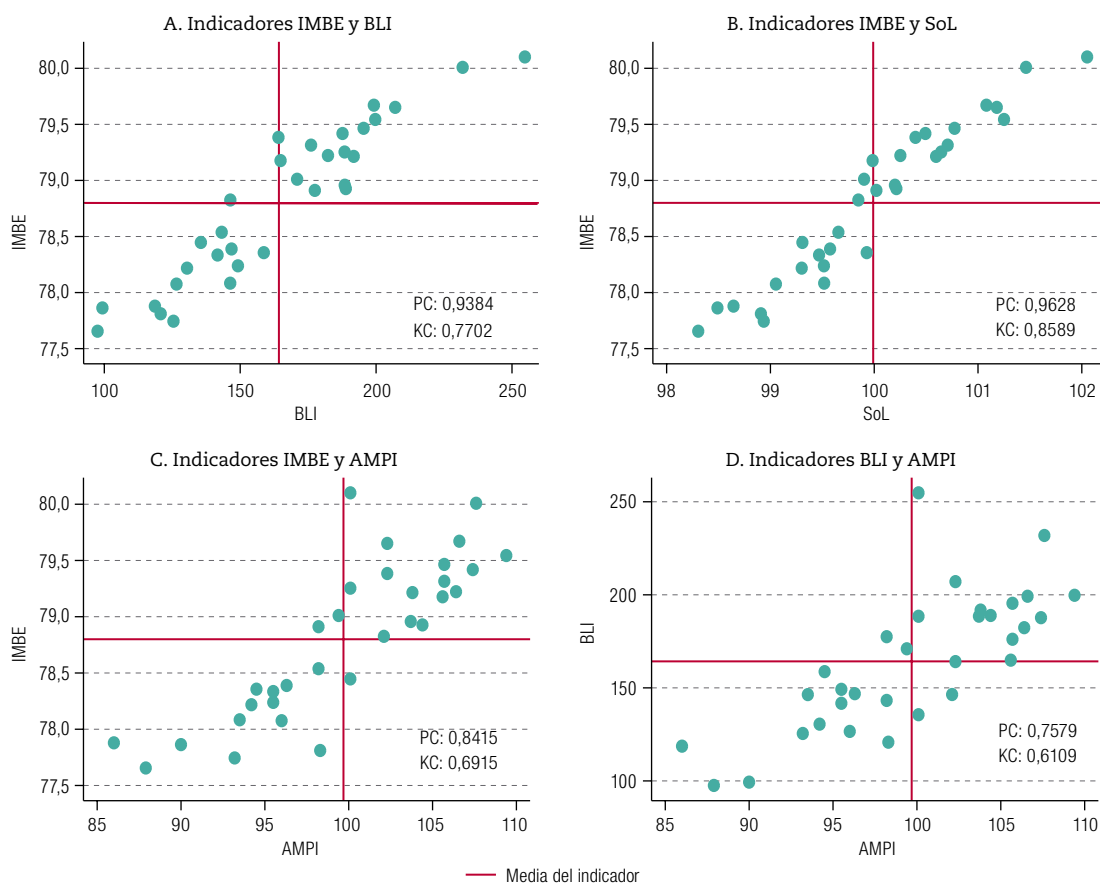 A. Indicadores IMBE y BLI
80,0
79,5
79,0
78,5
78,0
77,5
IMBE
PC: 0,9384
KC: 0,7702
100 150 200 250
BLI
B. Indicadores IMBE y SoL
80,0
79,5
79,0
78,5
78,0
77,5
IMBE
PC: 0,9628
KC: 0,8589
98 99 100 101 102
SoL
C. Indicadores IMBE y AMPI
80,0
79,5
79,0
78,5
78,0
77,5
IMBE
PC: 0,8415
KC: 0,6915
85 90 95 100 105 110
AMPI
D. Indicadores BLI y AMPI
250
200
150
100
BLI
PC: 0,7579
KC: 0,6109
85 90 95 100 105 110
AMPI
Media del indicador